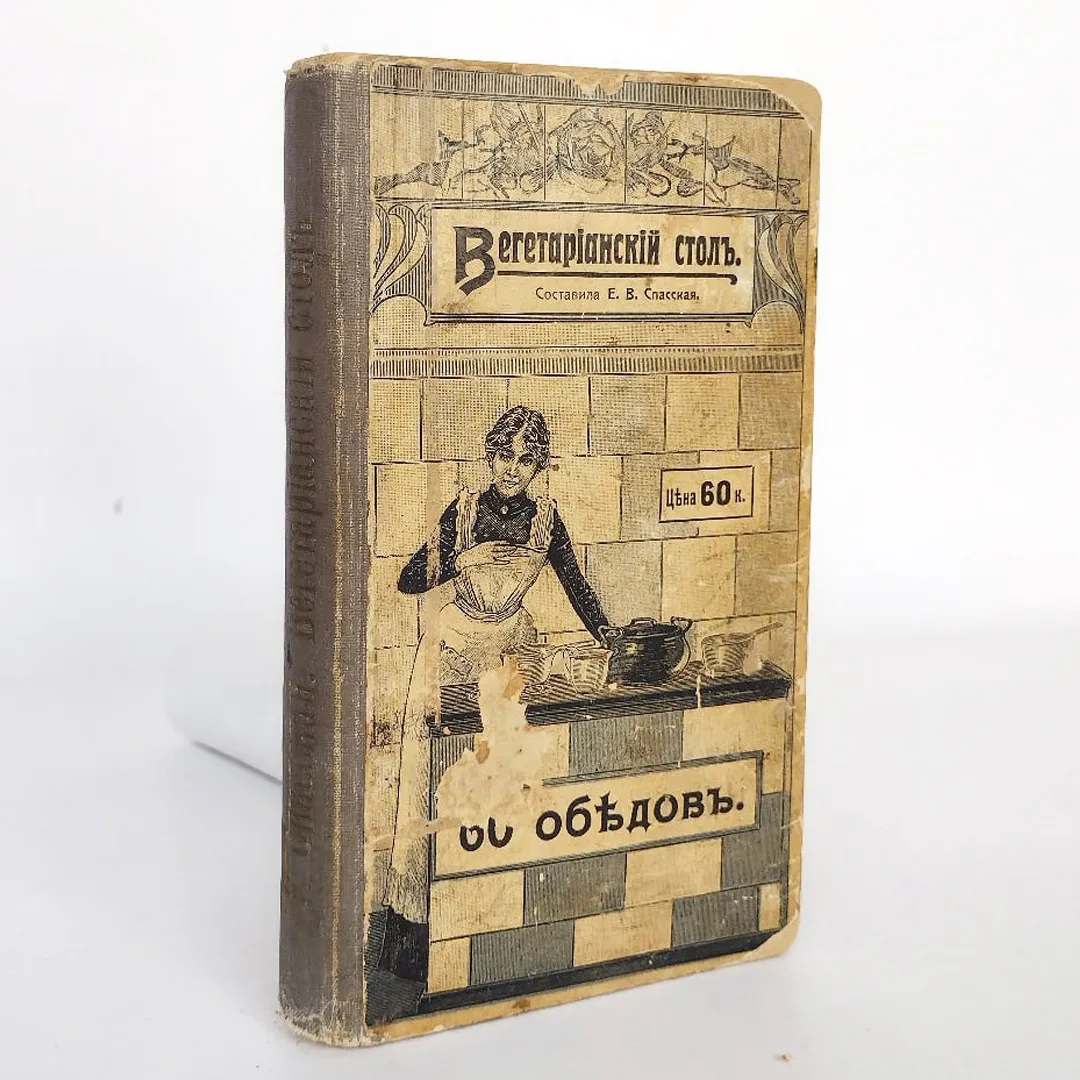 Вегетаріанскій столъ.
Составила Е. В. Спасская.
Цѣна 60 к.
60 обѣдовъ.
Вегетаріанскій столъ